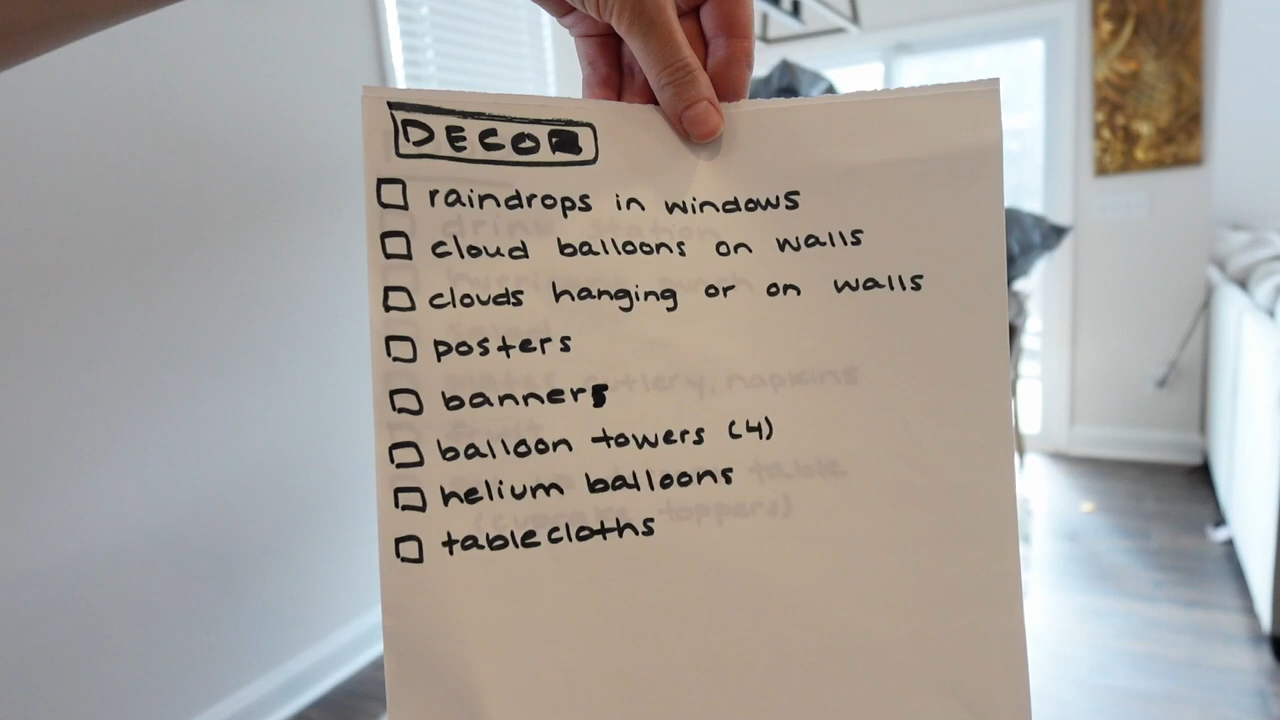 DECOR
raindrops in windows
cloud balloons on walls
clouds hanging or on walls
posters
banners
balloon towers (4)
helium balloons
tablecloths